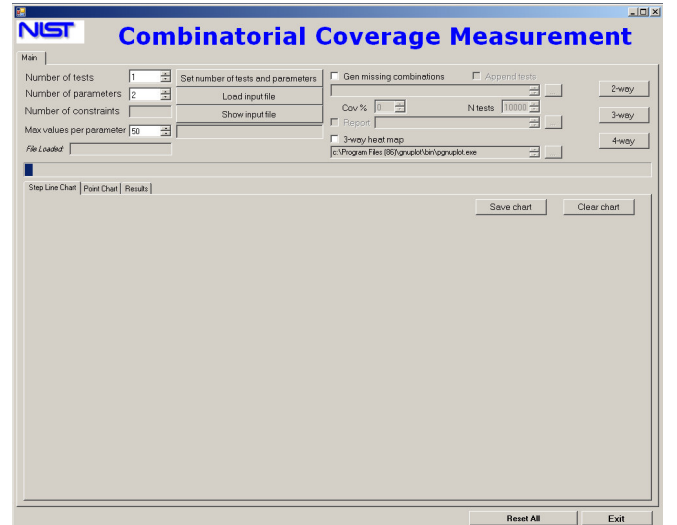 NIST
Combinatorial Coverage Measurement
Main
Number of tests 1 Set number of tests and parameters Gen missing combinations Append tests
Number of parameters 2 Load input file 2-way
Number of constraints Show input file Cov % 0 N tests 10000
Report 3-way
Max values per parameter 50 3-way heat map 4-way
File Loaded: c:\Program Files (86)\gnuplot\bin\pgnuplot.exe
Step Line Chart Point Chart Results
Save chart Clear chart
Reset All Exit